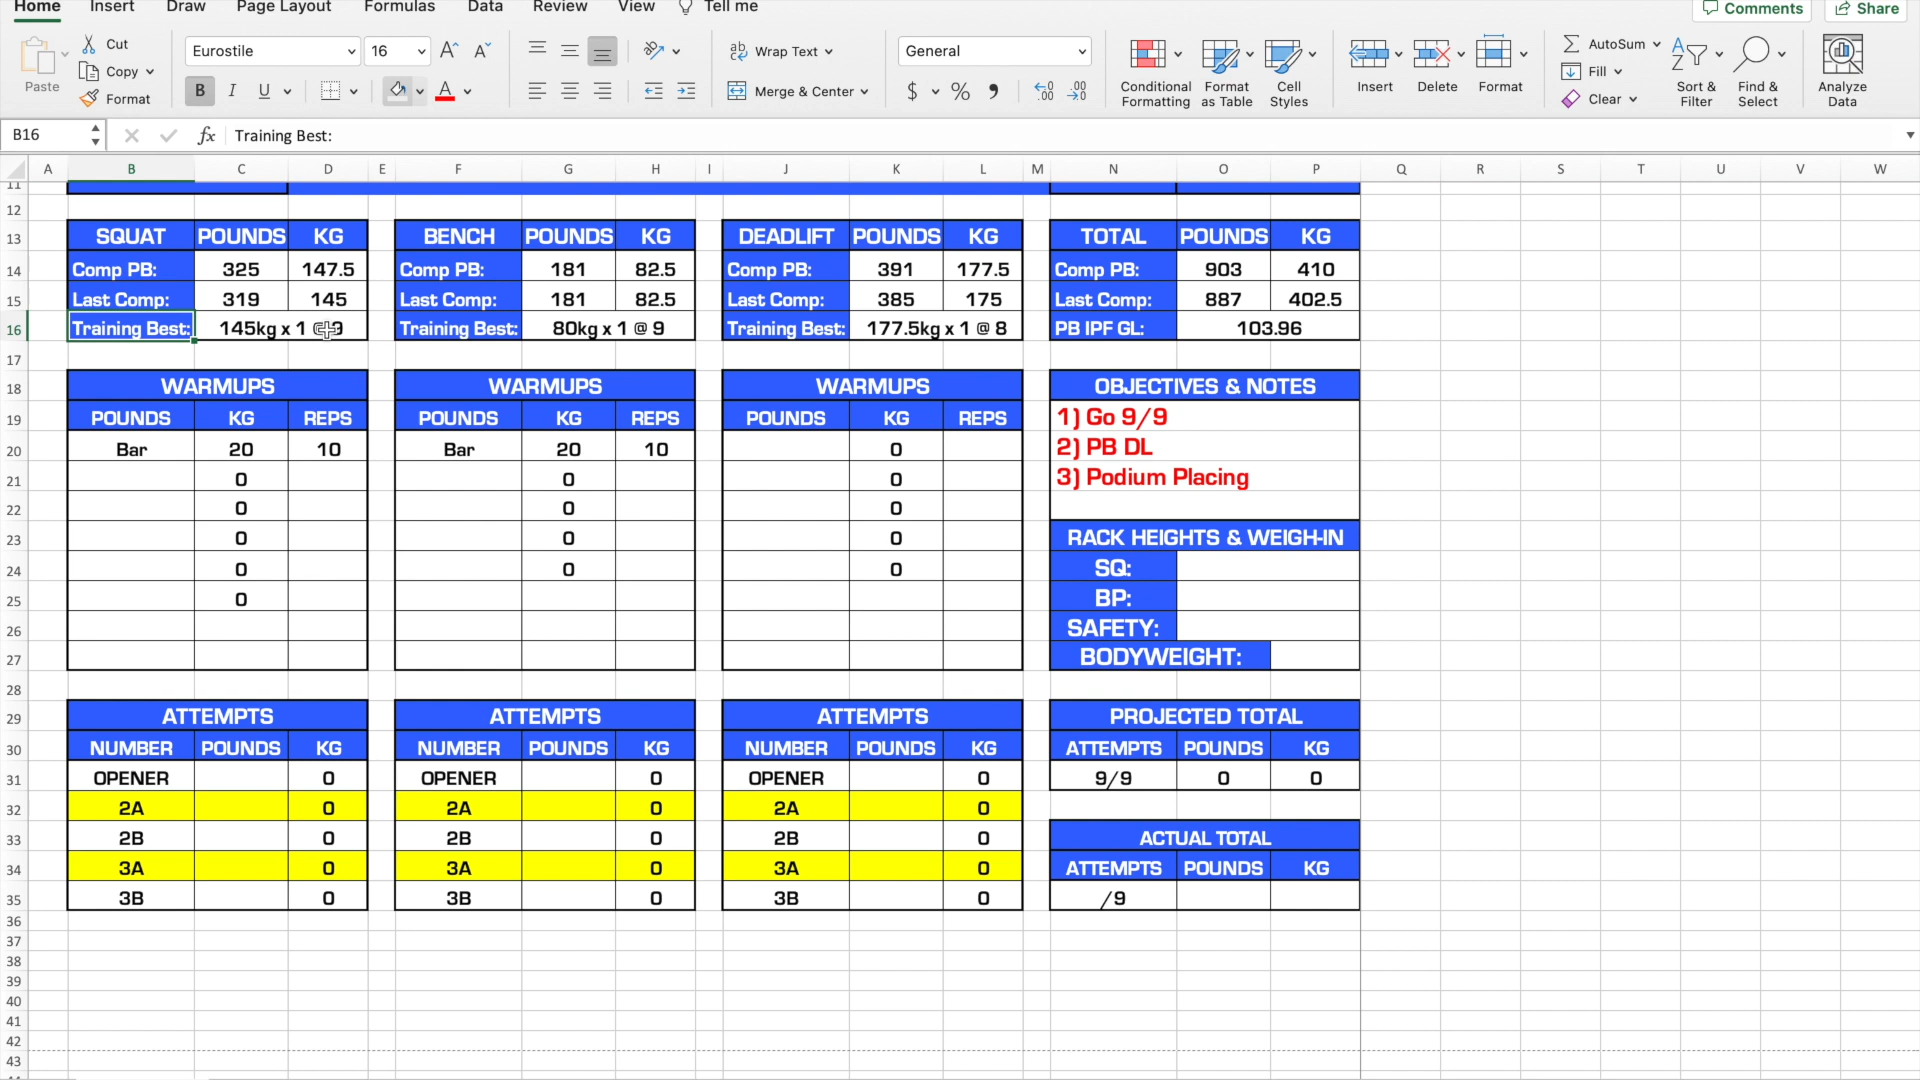 Home Insert Draw Page Layout Formulas Data Review View Tell me Comments Share
Paste Cut Copy Format
Eurostile 16
B I U A
Wrap Text
Merge & Center
General
$ %
Conditional Formatting
Format as Table
Cell Styles
Insert Delete Format
AutoSum
Fill
Clear
Sort & Filter
Find & Select
Analyze Data
B16 fx Training Best:
A B C D E F G H I J K L M N O P Q R S T U V W
11
12
13 SQUAT POUNDS KG BENCH POUNDS KG DEADLIFT POUNDS KG TOTAL POUNDS KG
14 Comp PB: 325 147.5 Comp PB: 181 82.5 Comp PB: 391 177.5 Comp PB: 903 410
15 Last Comp: 319 145 Last Comp: 181 82.5 Last Comp: 385 175 Last Comp: 887 402.5
16 Training Best: 145kg x 1 @ Training Best: 80kg x 1 @ 9 Training Best: 177.5kg x 1 @ 8 PB IPF GL: 103.96
17
18 WARMUPS WARMUPS WARMUPS OBJECTIVES & NOTES
19 POUNDS KG REPS POUNDS KG REPS POUNDS KG REPS 1) Go 9/9
20 Bar 20 10 Bar 20 10 0 2) PB DL
21 0 0 0 3) Podium Placing
22 0 0 0
23 0 0 0 RACK HEIGHTS & WEIGH-IN
24 0 0 0 SQ:
25 0 BP:
26 SAFETY:
27 BODYWEIGHT:
28
29 ATTEMPTS ATTEMPTS ATTEMPTS PROJECTED TOTAL
30 NUMBER POUNDS KG NUMBER POUNDS KG NUMBER POUNDS KG ATTEMPTS POUNDS KG
31 OPENER 0 OPENER 0 OPENER 0 9/9 0 0
32 2A 0 2A 0 2A 0
33 2B 0 2B 0 2B 0 ACTUAL TOTAL
34 3A 0 3A 0 3A 0 ATTEMPTS POUNDS KG
35 3B 0 3B 0 3B 0 /9
36
37
38
39
40
41
42
43